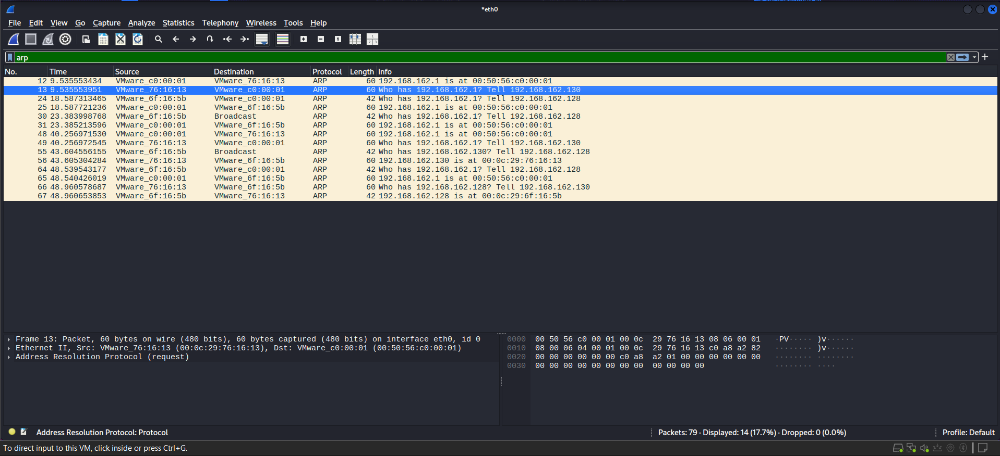 *eth0
File Edit View Go Capture Analyze Statistics Telephony Wireless Tools Help
arp
No. Time Source Destination Protocol Length Info
12 9.535553434 VMware_c0:00:01 VMware_76:16:13 ARP 60 192.168.162.1 is at 00:50:56:c0:00:01
13 9.535553951 VMware_76:16:13 VMware_c0:00:01 ARP 60 Who has 192.168.162.1? Tell 192.168.162.130
24 18.587313465 VMware_6f:16:5b VMware_c0:00:01 ARP 42 Who has 192.168.162.1? Tell 192.168.162.128
25 18.587721236 VMware_c0:00:01 VMware_6f:16:5b ARP 60 192.168.162.1 is at 00:50:56:c0:00:01
30 23.383998768 VMware_6f:16:5b Broadcast ARP 42 Who has 192.168.162.1? Tell 192.168.162.128
31 23.385213596 VMware_c0:00:01 VMware_6f:16:5b ARP 60 192.168.162.1 is at 00:50:56:c0:00:01
48 40.256971530 VMware_c0:00:01 VMware_76:16:13 ARP 60 192.168.162.1 is at 00:50:56:c0:00:01
49 40.256972545 VMware_76:16:13 VMware_c0:00:01 ARP 60 Who has 192.168.162.1? Tell 192.168.162.130
55 43.604556155 VMware_6f:16:5b Broadcast ARP 42 Who has 192.168.162.130? Tell 192.168.162.128
56 43.605304284 VMware_76:16:13 VMware_6f:16:5b ARP 60 192.168.162.130 is at 00:0c:29:76:16:13
64 48.539543177 VMware_6f:16:5b VMware_c0:00:01 ARP 42 Who has 192.168.162.1? Tell 192.168.162.128
65 48.540426019 VMware_c0:00:01 VMware_6f:16:5b ARP 60 192.168.162.1 is at 00:50:56:c0:00:01
66 48.960578687 VMware_76:16:13 VMware_6f:16:5b ARP 60 Who has 192.168.162.128? Tell 192.168.162.130
67 48.960653853 VMware_6f:16:5b VMware_76:16:13 ARP 42 192.168.162.128 is at 00:0c:29:6f:16:5b
Frame 13: Packet, 60 bytes on wire (480 bits), 60 bytes captured (480 bits) on interface eth0, id 0
Ethernet II, Src: VMware_76:16:13 (00:0c:29:76:16:13), Dst: VMware_c0:00:01 (00:50:56:c0:00:01)
Address Resolution Protocol (request)
0000 00 50 56 c0 00 01 00 0c 29 76 16 13 08 06 00 01 ·PV····· )v······
0010 08 00 06 04 00 01 00 0c 29 76 16 13 c0 a8 a2 82 ········ )v······
0020 00 00 00 00 00 00 c0 a8 a2 01 00 00 00 00 00 00 ········ ········
0030 00 00 00 00 00 00 00 00 00 00 00 00 ········ ····
Address Resolution Protocol: Protocol
Packets: 79 · Displayed: 14 (17.7%) · Dropped: 0 (0.0%)
Profile: Default
To direct input to this VM, click inside or press Ctrl+G.